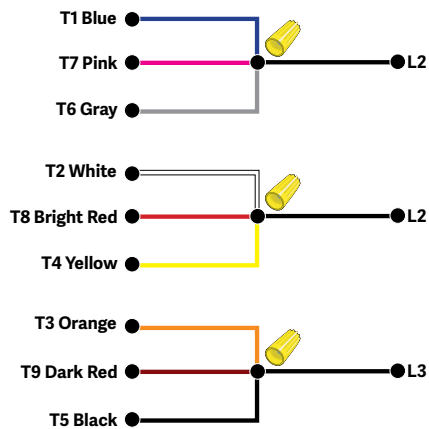 T1 Blue
T7 Pink
L2
T6 Gray
T2 White
T8 Bright Red
L2
T4 Yellow
T3 Orange
T9 Dark Red
L3
T5 Black